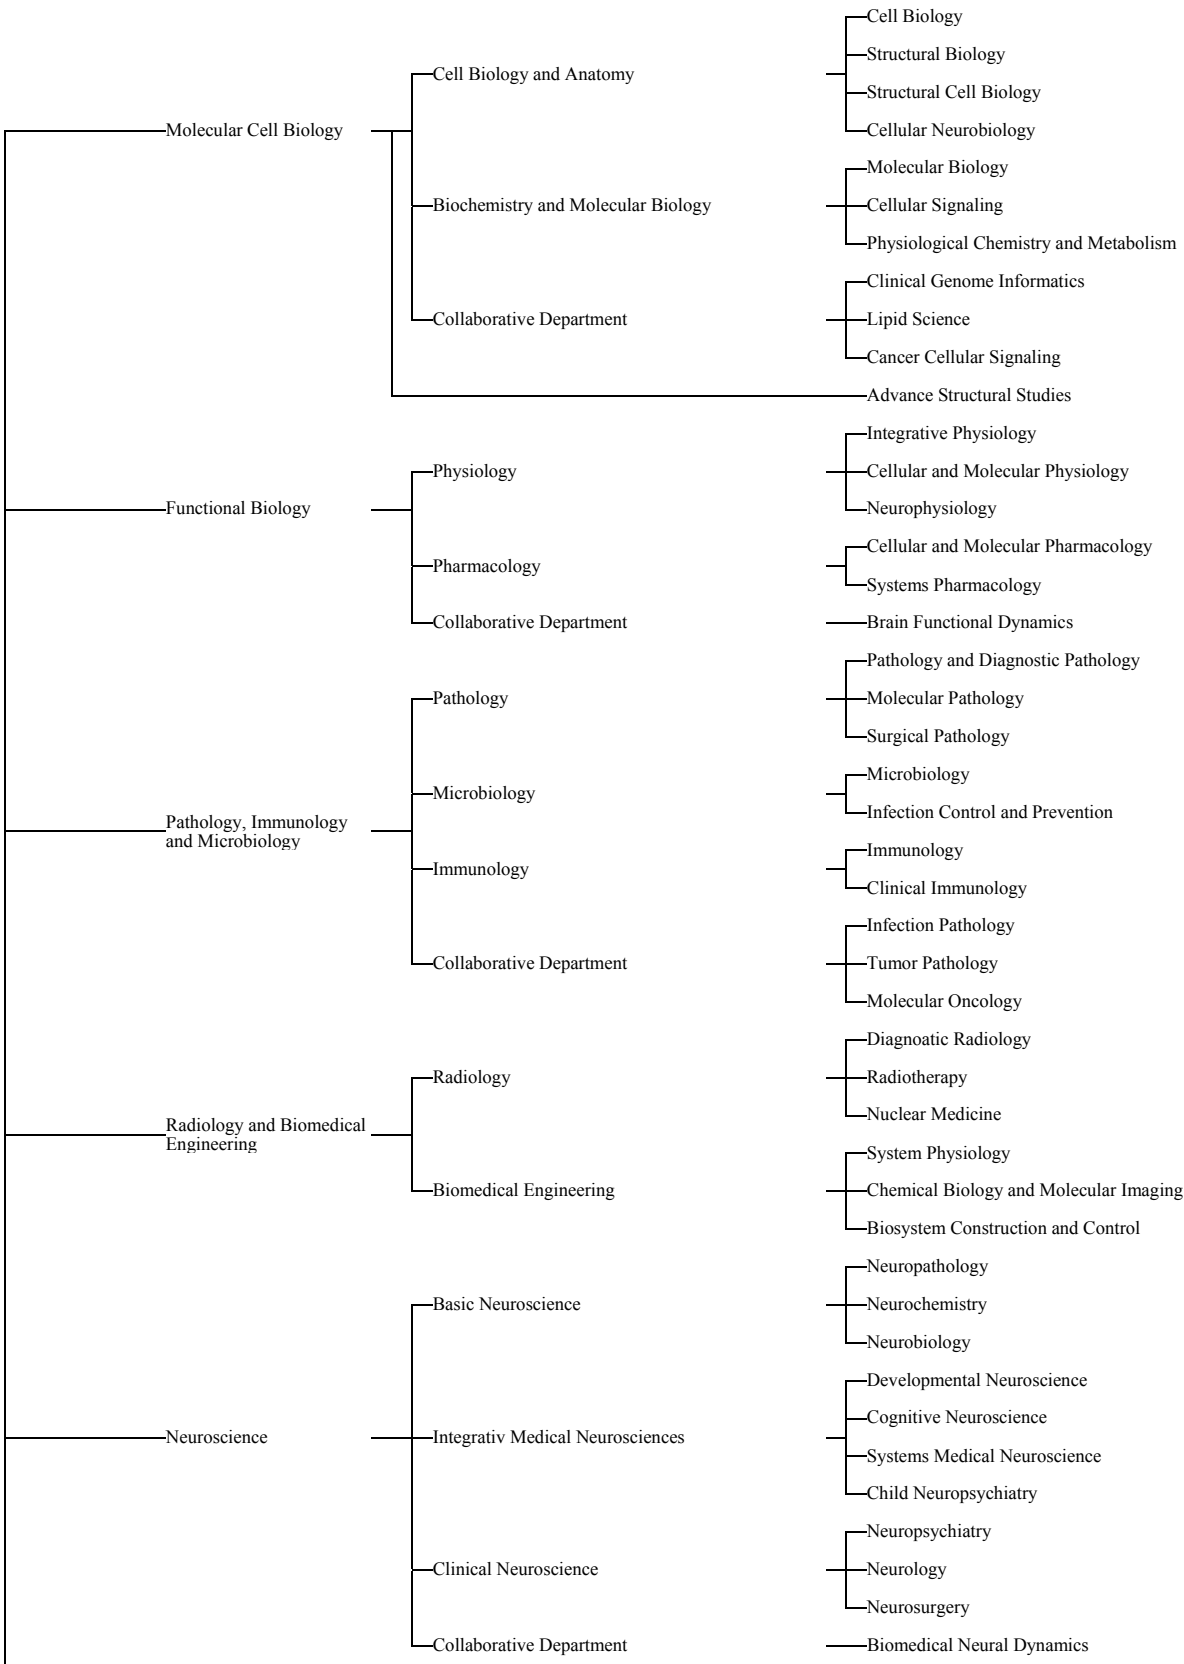 Cell Biology
Structural Biology
Cell Biology and Anatomy
Structural Cell Biology
Molecular Cell Biology
Cellular Neurobiology
Molecular Biology
Biochemistry and Molecular Biology
Cellular Signaling
Physiological Chemistry and Metabolism
Clinical Genome Informatics
Collaborative Department
Lipid Science
Cancer Cellular Signaling
Advance Structural Studies
Integrative Physiology
Physiology
Cellular and Molecular Physiology
Functional Biology
Neurophysiology
Cellular and Molecular Pharmacology
Pharmacology
Systems Pharmacology
Collaborative Department
Brain Functional Dynamics
Pathology and Diagnostic Pathology
Pathology
Molecular Pathology
Surgical Pathology
Microbiology
Microbiology
Infection Control and Prevention
Pathology, Immunology
and Microbiology
Immunology
Immunology
Clinical Immunology
Infection Pathology
Collaborative Department
Tumor Pathology
Molecular Oncology
Diagnoatic Radiology
Radiology
Radiotherapy
Nuclear Medicine
Radiology and Biomedical
Engineering
System Physiology
Biomedical Engineering
Chemical Biology and Molecular Imaging
Biosystem Construction and Control
Neuropathology
Basic Neuroscience
Neurochemistry
Neurobiology
Developmental Neuroscience
Cognitive Neuroscience
Neuroscience
Integrativ Medical Neurosciences
Systems Medical Neuroscience
Child Neuropsychiatry
Neuropsychiatry
Clinical Neuroscience
Neurology
Neurosurgery
Collaborative Department
Biomedical Neural Dynamics